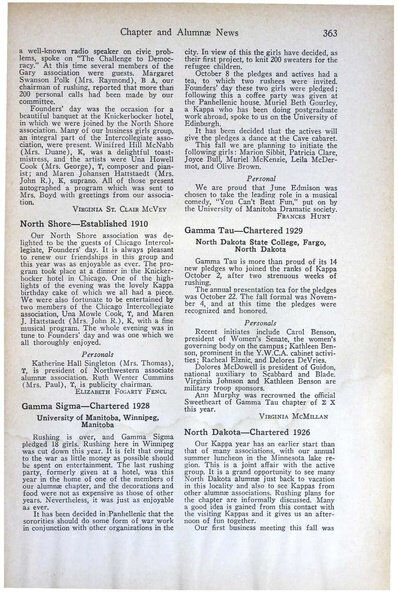 Chapter and Alumnæ News 363
a well-known radio speaker on civic prob-
lems, spoke on "The Challenge to Democ-
racy." At this time several members of the
Gary association were guests. Margaret
Swanson Polk (Mrs. Raymond), B Δ, our
chairman of rushing, reported that more than
200 personal calls had been made by our
committee.
Founders' day was the occasion for a
beautiful banquet at the Knickerbocker hotel,
in which we were joined by the North Shore
association. Many of our business girls group,
an integral part of the Intercollegiate asso-
ciation, were present. Winifred Hill McNabb
(Mrs. Duane), K, was a delightful toast-
mistress, and the artists were Una Howell
Cook (Mrs. George), T, composer and pian-
ist; and Maren Johansen Hattstaedt (Mrs.
John R.), K, soprano. All of those present
autographed a program which was sent to
Mrs. Boyd with greetings from our associa-
tion.
VIRGINIA ST. CLAIR MCVEY
North Shore—Established 1910
Our North Shore association was de-
lighted to be the guests of Chicago Intercol-
legiate, Founders' day. It is always pleasant
to renew our friendships in this group and
this year was as enjoyable as ever. The pro-
gram took place at a dinner in the Knicker-
bocker hotel in Chicago. One of the high-
lights of the evening was the lovely Kappa
birthday cake of which we all had a piece.
We were also fortunate to be entertained by
two members of the Chicago Intercollegiate
association, Una Mowle Cook, T, and Maren
J. Hattstaedt (Mrs. John R.), K, with a fine
musical program. The whole evening was in
tune to Founders' day and was one which we
all thoroughly enjoyed.
Personals
Katherine Hall Singleton (Mrs. Thomas),
T, is president of Northwestern associate
alumnæ association. Ruth Wenter Cummins
(Mrs. Paul), T, is publicity chairman.
ELIZABETH FOGARTY FENCL
Gamma Sigma—Chartered 1928
University of Manitoba, Winnipeg,
Manitoba
Rushing is over, and Gamma Sigma
pledged 18 girls. Rushing here in Winnipeg
was cut down this year. It is felt that owing
to the war as little money as possible should
be spent on entertainment. The last rushing
party, formerly given at a hotel, was this
year in the home of one of the members of
our alumnæ chapter, and the decorations and
food were not as expensive as those of other
years. Nevertheless, it was just as enjoyable
as ever.
It has been decided in Panhellenic that the
sororities should do some form of war work
in conjunction with other organizations in the
city. In view of this the girls have decided, as
their first project, to knit 200 sweaters for the
refugee children.
October 8 the pledges and actives had a
tea, to which two rushees were invited.
Founders' day these two girls were pledged;
following this a coffee party was given at
the Panhellenic house. Muriel Beth Gourley,
a Kappa who has been doing postgraduate
work abroad, spoke to us on the University of
Edinburgh.
It has been decided that the actives will
give the pledges a dance at the Cave cabaret.
This fall we are planning to initiate the
following girls: Marion Sibbit, Patricia Clare,
Joyce Bull, Muriel McKenzie, Leila McDer-
mot, and Olive Brown.
Personal
We are proud that June Edmison was
chosen to take the leading role in a musical
comedy, "You Can't Beat Fun," put on by
the University of Manitoba Dramatic society.
FRANCES HUNT
Gamma Tau—Chartered 1929
North Dakota State College, Fargo,
North Dakota
Gamma Tau is more than proud of its 14
new pledges who joined the ranks of Kappa
October 2, after two strenuous weeks of
rushing.
The annual presentation tea for the pledges
was October 22. The fall formal was Novem-
ber 4, and at this time the pledges were
recognized and honored.
Personals
Recent initiates include Carol Benson,
president of Women's Senate, the women's
governing body on the campus; Kathleen Ben-
son, prominent in the Y.W.C.A. cabinet activi-
ties; Racheal Elznic, and Delores DeVries.
Dolores McDowell is president of Guidon,
national auxiliary to Scabbard and Blade.
Virginia Johnson and Kathleen Benson are
military troop sponsors.
Ann Murphy was recrowned the official
Sweetheart of Gamma Tau chapter of Σ X
this year.
VIRGINIA MCMILLAN
North Dakota—Chartered 1926
Our Kappa year has an earlier start than
that of many associations, with our annual
summer luncheon in the Minnesota lake re-
gion. This is a joint affair with the active
group. It is a grand opportunity to see many
North Dakota alumnæ just back to vacation
in this locality and also to see Kappas from
other alumnæ associations. Rushing plans for
the chapter are informally discussed. Many
a good idea is gained from this contact with
the visiting Kappas and it gives us an after-
noon of fun together.
Our first business meeting this fall was